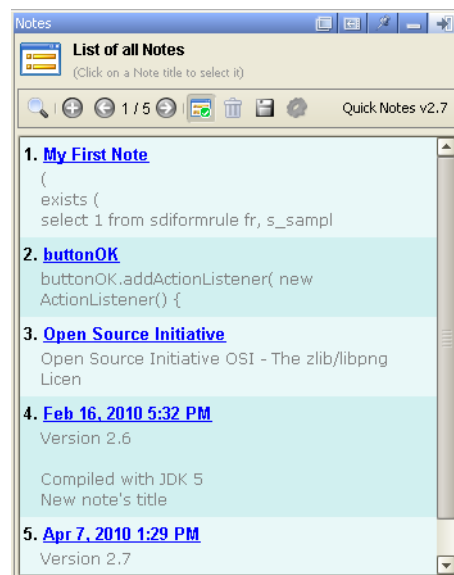 Notes
List of all Notes
(Click on a Note title to select it)
1 / 5
Quick Notes v2.7
1. My First Note
(
exists (
select 1 from sdiformrule fr, s_sampl
2. buttonOK
buttonOK.addActionListener( new
ActionListener() {
3. Open Source Initiative
Open Source Initiative OSI - The zlib/libpng
Licen
4. Feb 16, 2010 5:32 PM
Version 2.6
Compiled with JDK 5
New note's title
5. Apr 7, 2010 1:29 PM
Version 2.7